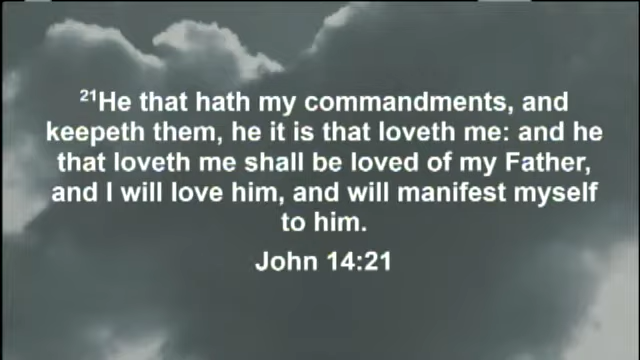 ²¹He that hath my commandments, and
keepeth them, he it is that loveth me: and he
that loveth me shall be loved of my Father,
and I will love him, and will manifest myself
to him.
John 14:21